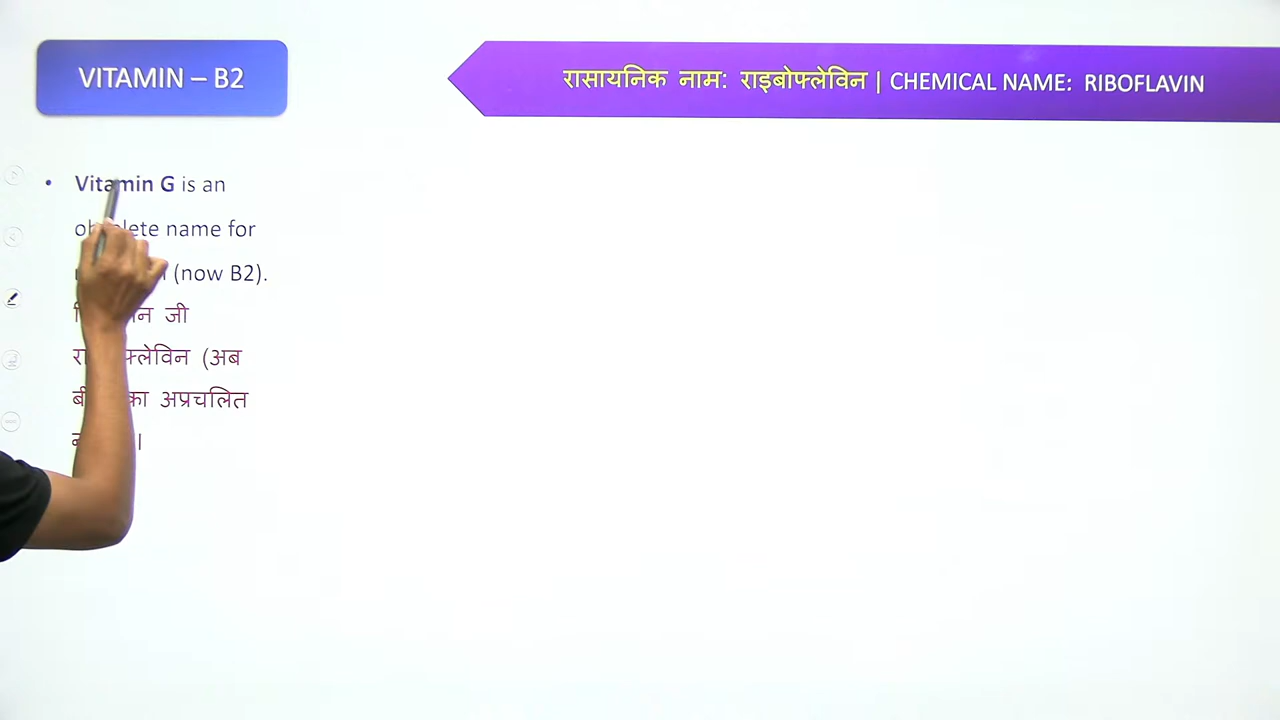 VITAMIN – B2
रासायनिक नाम: राइबोफ्लेविन | CHEMICAL NAME: RIBOFLAVIN
• Vitamin G is an
name for
(now B2).
जी
(अब
अप्रचलित